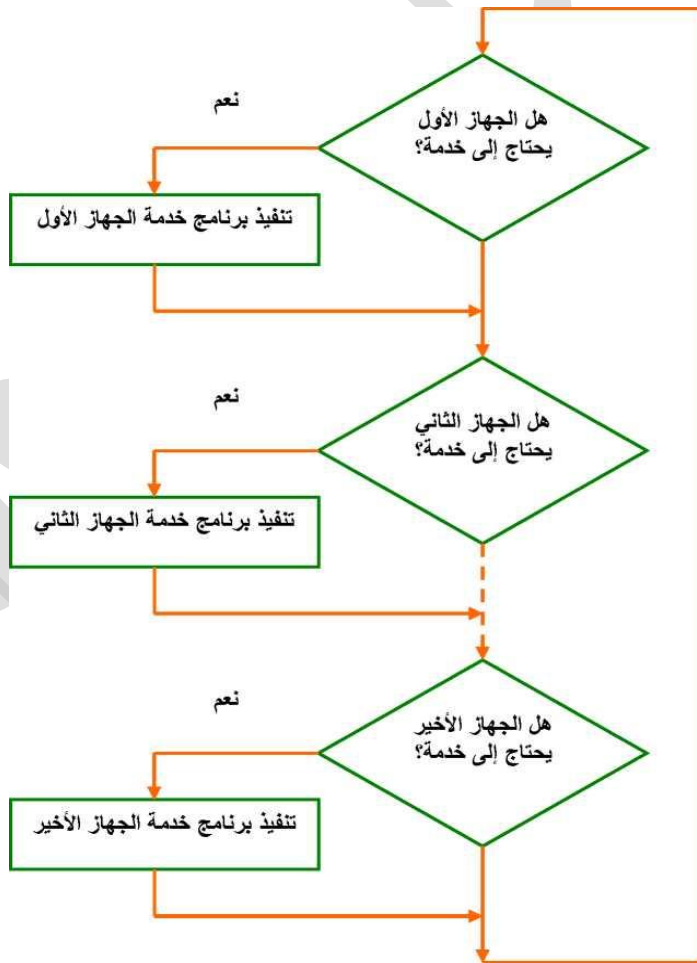 هل الجهاز الأول
يحتاج إلى خدمة؟
نعم
تنفيذ برنامج خدمة الجهاز الأول
هل الجهاز الثاني
يحتاج إلى خدمة؟
نعم
تنفيذ برنامج خدمة الجهاز الثاني
هل الجهاز الأخير
يحتاج إلى خدمة؟
نعم
تنفيذ برنامج خدمة الجهاز الأخير